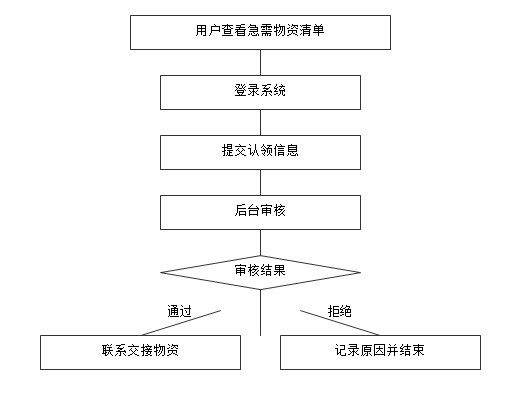 用户查看急需物资清单
登录系统
提交认领信息
后台审核
审核结果
通过
拒绝
联系交接物资
记录原因并结束